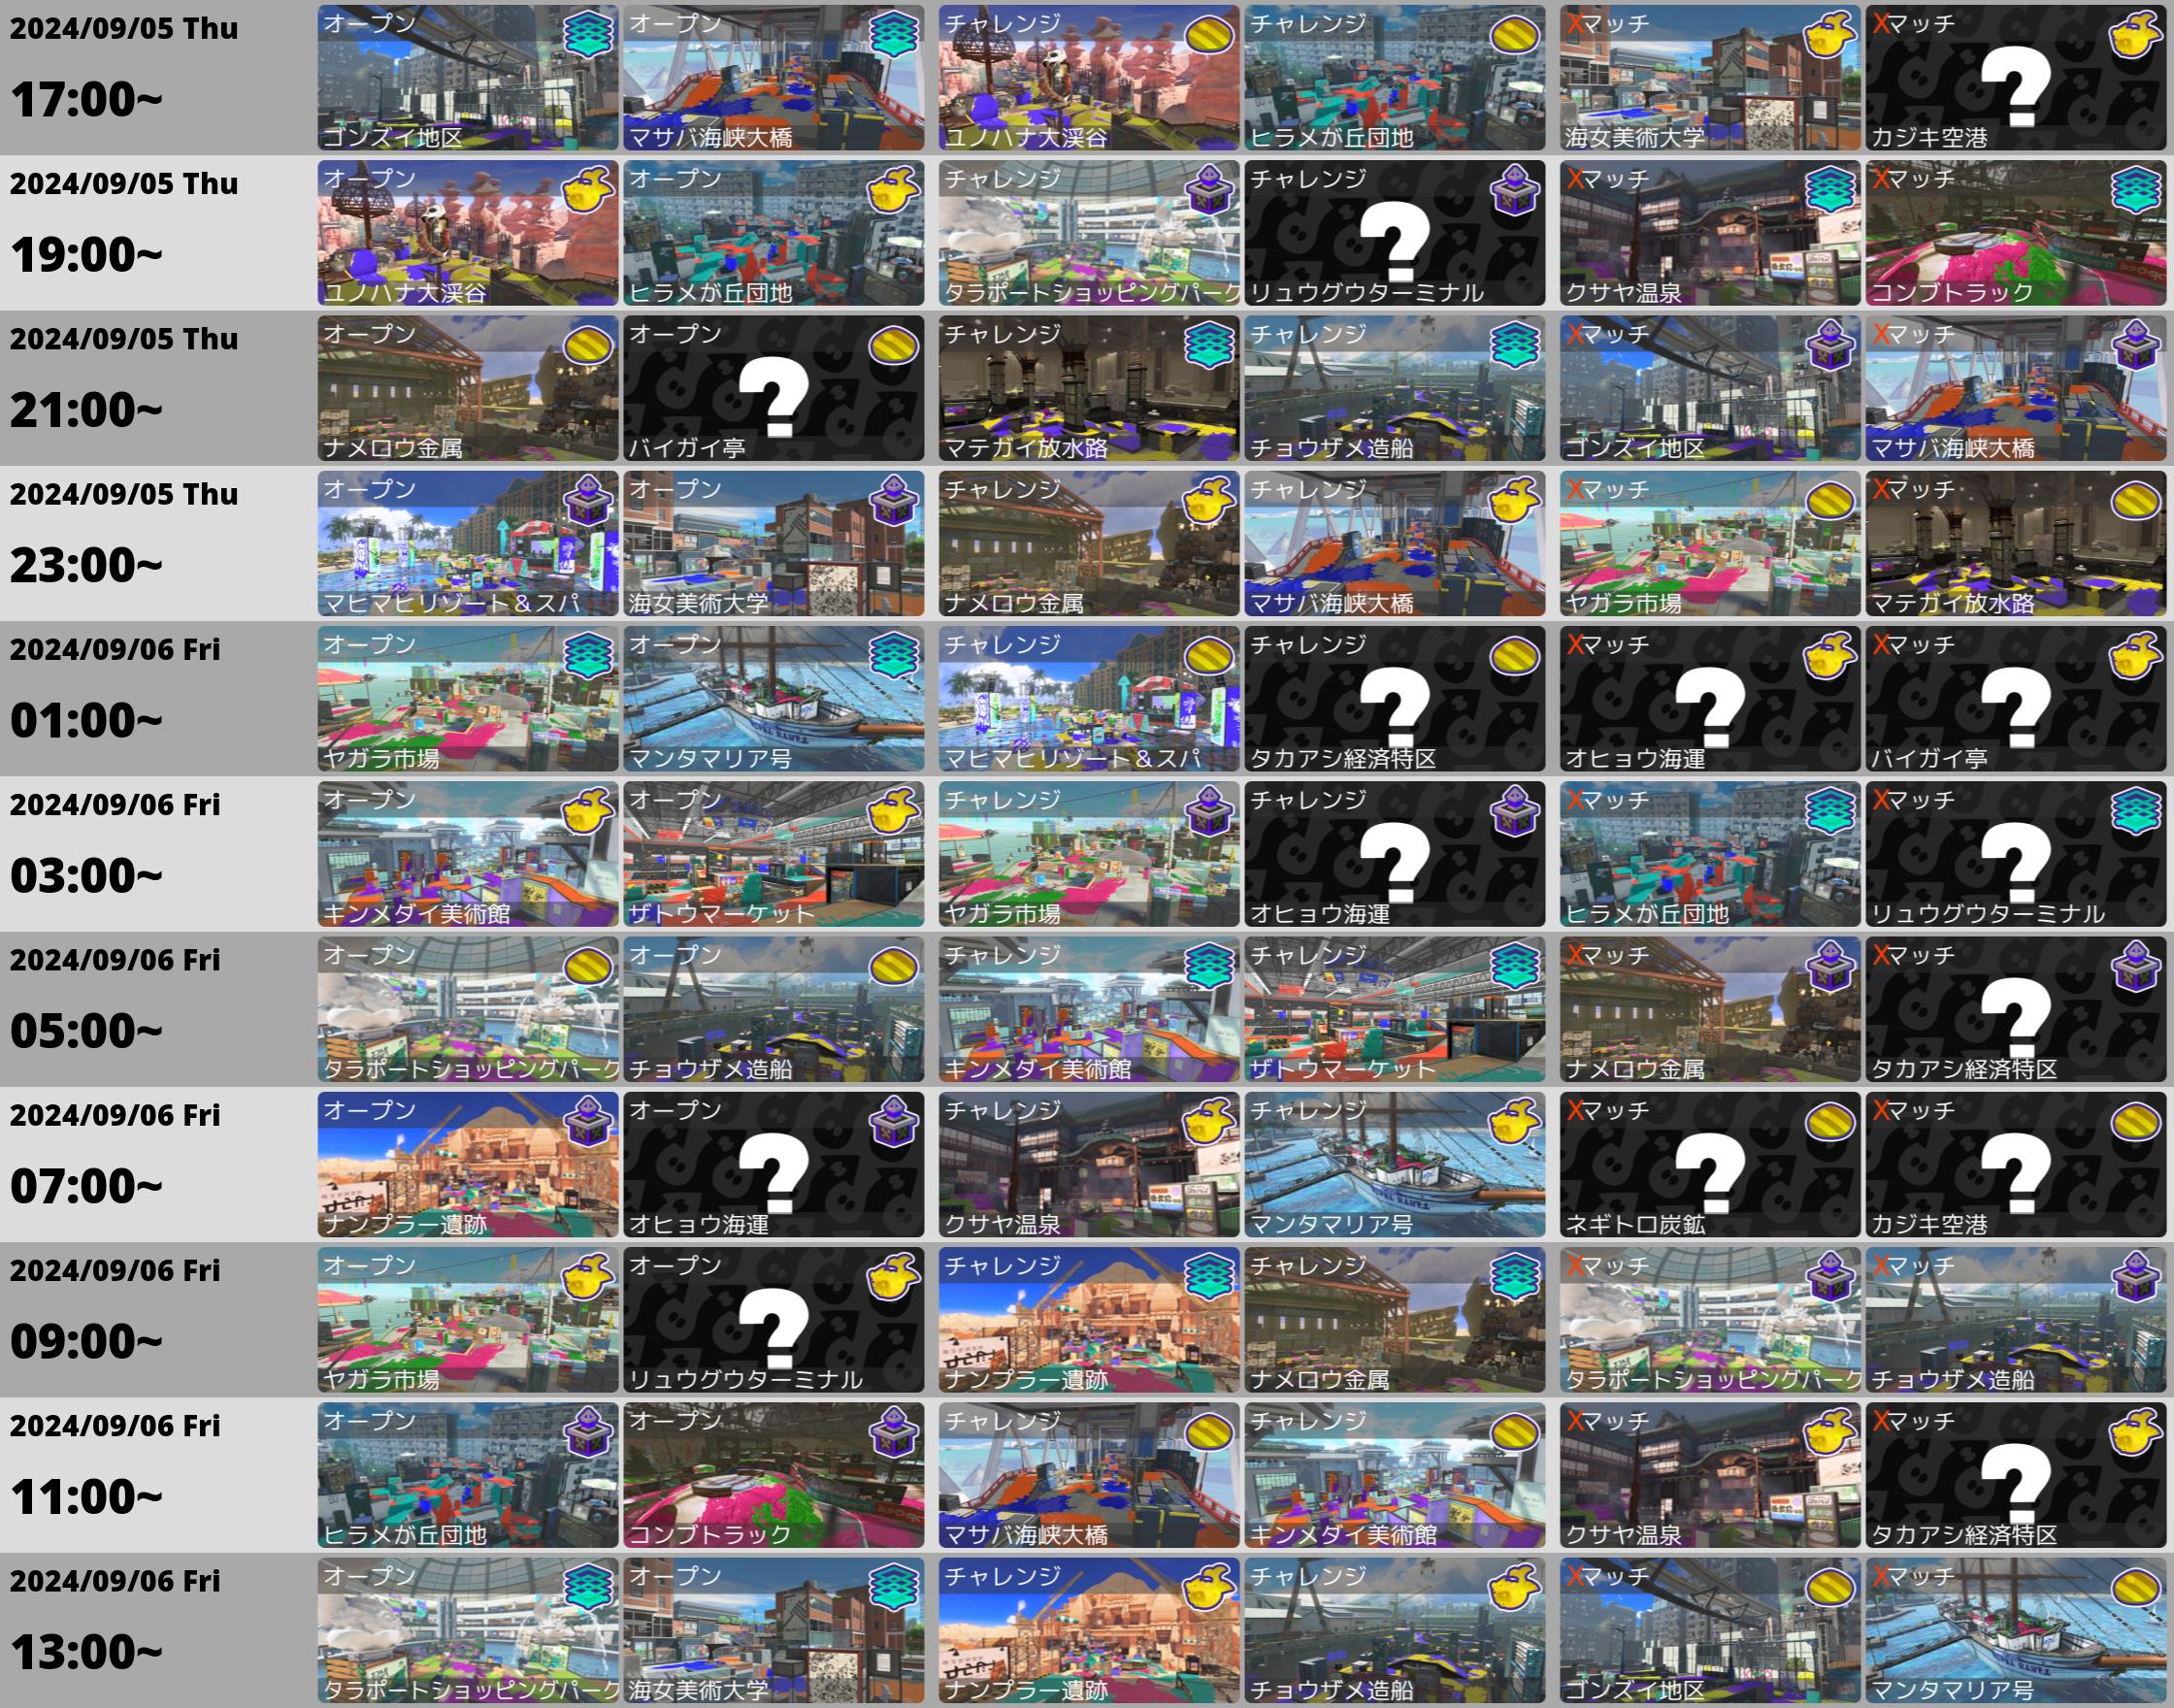 2024/09/05 Thu
17:00~
オープン
ゴンズイ地区
オープン
マサバ海峡大橋
チャレンジ
ユノハナ大渓谷
チャレンジ
ヒラメが丘団地
Xマッチ
海女美術大学
Xマッチ
?
カジキ空港
2024/09/05 Thu
19:00~
オープン
ユノハナ大渓谷
オープン
ヒラメが丘団地
チャレンジ
タラポートショッピングパーク
チャレンジ
?
リュウグウターミナル
Xマッチ
クサヤ温泉
Xマッチ
コンブトラック
2024/09/05 Thu
21:00~
オープン
ナメロウ金属
オープン
?
バイガイ亭
チャレンジ
マテガイ放水路
チャレンジ
チョウザメ造船
Xマッチ
ゴンズイ地区
Xマッチ
マサバ海峡大橋
2024/09/05 Thu
23:00~
オープン
マヒマヒリゾート＆スパ
オープン
海女美術大学
チャレンジ
ナメロウ金属
チャレンジ
マサバ海峡大橋
Xマッチ
ヤガラ市場
Xマッチ
マテガイ放水路
2024/09/06 Fri
01:00~
オープン
ヤガラ市場
オープン
マンタマリア号
チャレンジ
マヒマヒリゾート＆スパ
チャレンジ
?
タカアシ経済特区
Xマッチ
?
オヒョウ海運
Xマッチ
?
バイガイ亭
2024/09/06 Fri
03:00~
オープン
キンメダイ美術館
オープン
ザトウマーケット
チャレンジ
ヤガラ市場
チャレンジ
?
オヒョウ海運
Xマッチ
ヒラメが丘団地
Xマッチ
?
リュウグウターミナル
2024/09/06 Fri
05:00~
オープン
タラポートショッピングパーク
オープン
チョウザメ造船
チャレンジ
キンメダイ美術館
チャレンジ
ザトウマーケット
Xマッチ
ナメロウ金属
Xマッチ
?
タカアシ経済特区
2024/09/06 Fri
07:00~
オープン
ナンプラー遺跡
オープン
?
オヒョウ海運
チャレンジ
クサヤ温泉
チャレンジ
マンタマリア号
Xマッチ
?
ネギトロ炭鉱
Xマッチ
?
カジキ空港
2024/09/06 Fri
09:00~
オープン
ヤガラ市場
オープン
?
リュウグウターミナル
チャレンジ
ナンプラー遺跡
チャレンジ
ナメロウ金属
Xマッチ
タラポートショッピングパーク
Xマッチ
チョウザメ造船
2024/09/06 Fri
11:00~
オープン
ヒラメが丘団地
オープン
コンブトラック
チャレンジ
マサバ海峡大橋
チャレンジ
キンメダイ美術館
Xマッチ
クサヤ温泉
Xマッチ
?
タカアシ経済特区
2024/09/06 Fri
13:00~
オープン
タラポートショッピングパーク
オープン
海女美術大学
チャレンジ
ナンプラー遺跡
チャレンジ
チョウザメ造船
Xマッチ
ゴンズイ地区
Xマッチ
マンタマリア号